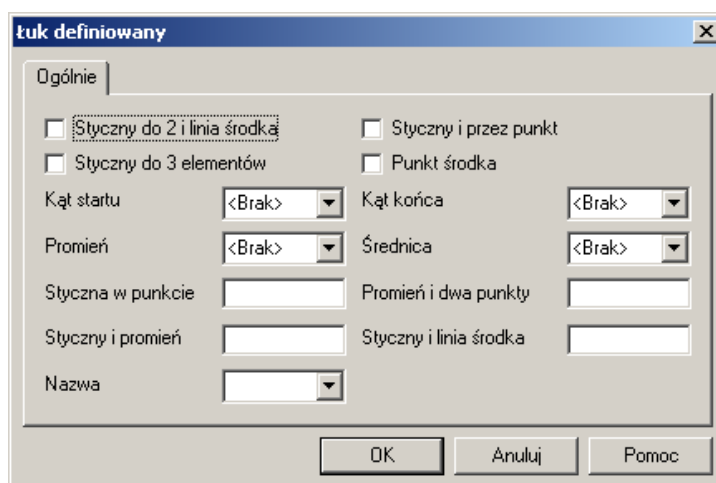 Łuk definiowany
Ogólnie
Styczny do 2 i linia środka
Styczny i przez punkt
Styczny do 3 elementów
Punkt środka
Kąt startu
<Brak>
Kąt końca
<Brak>
Promień
<Brak>
Średnica
<Brak>
Styczna w punkcie
Promień i dwa punkty
Styczny i promień
Styczny i linia środka
Nazwa
OK
Anuluj
Pomoc